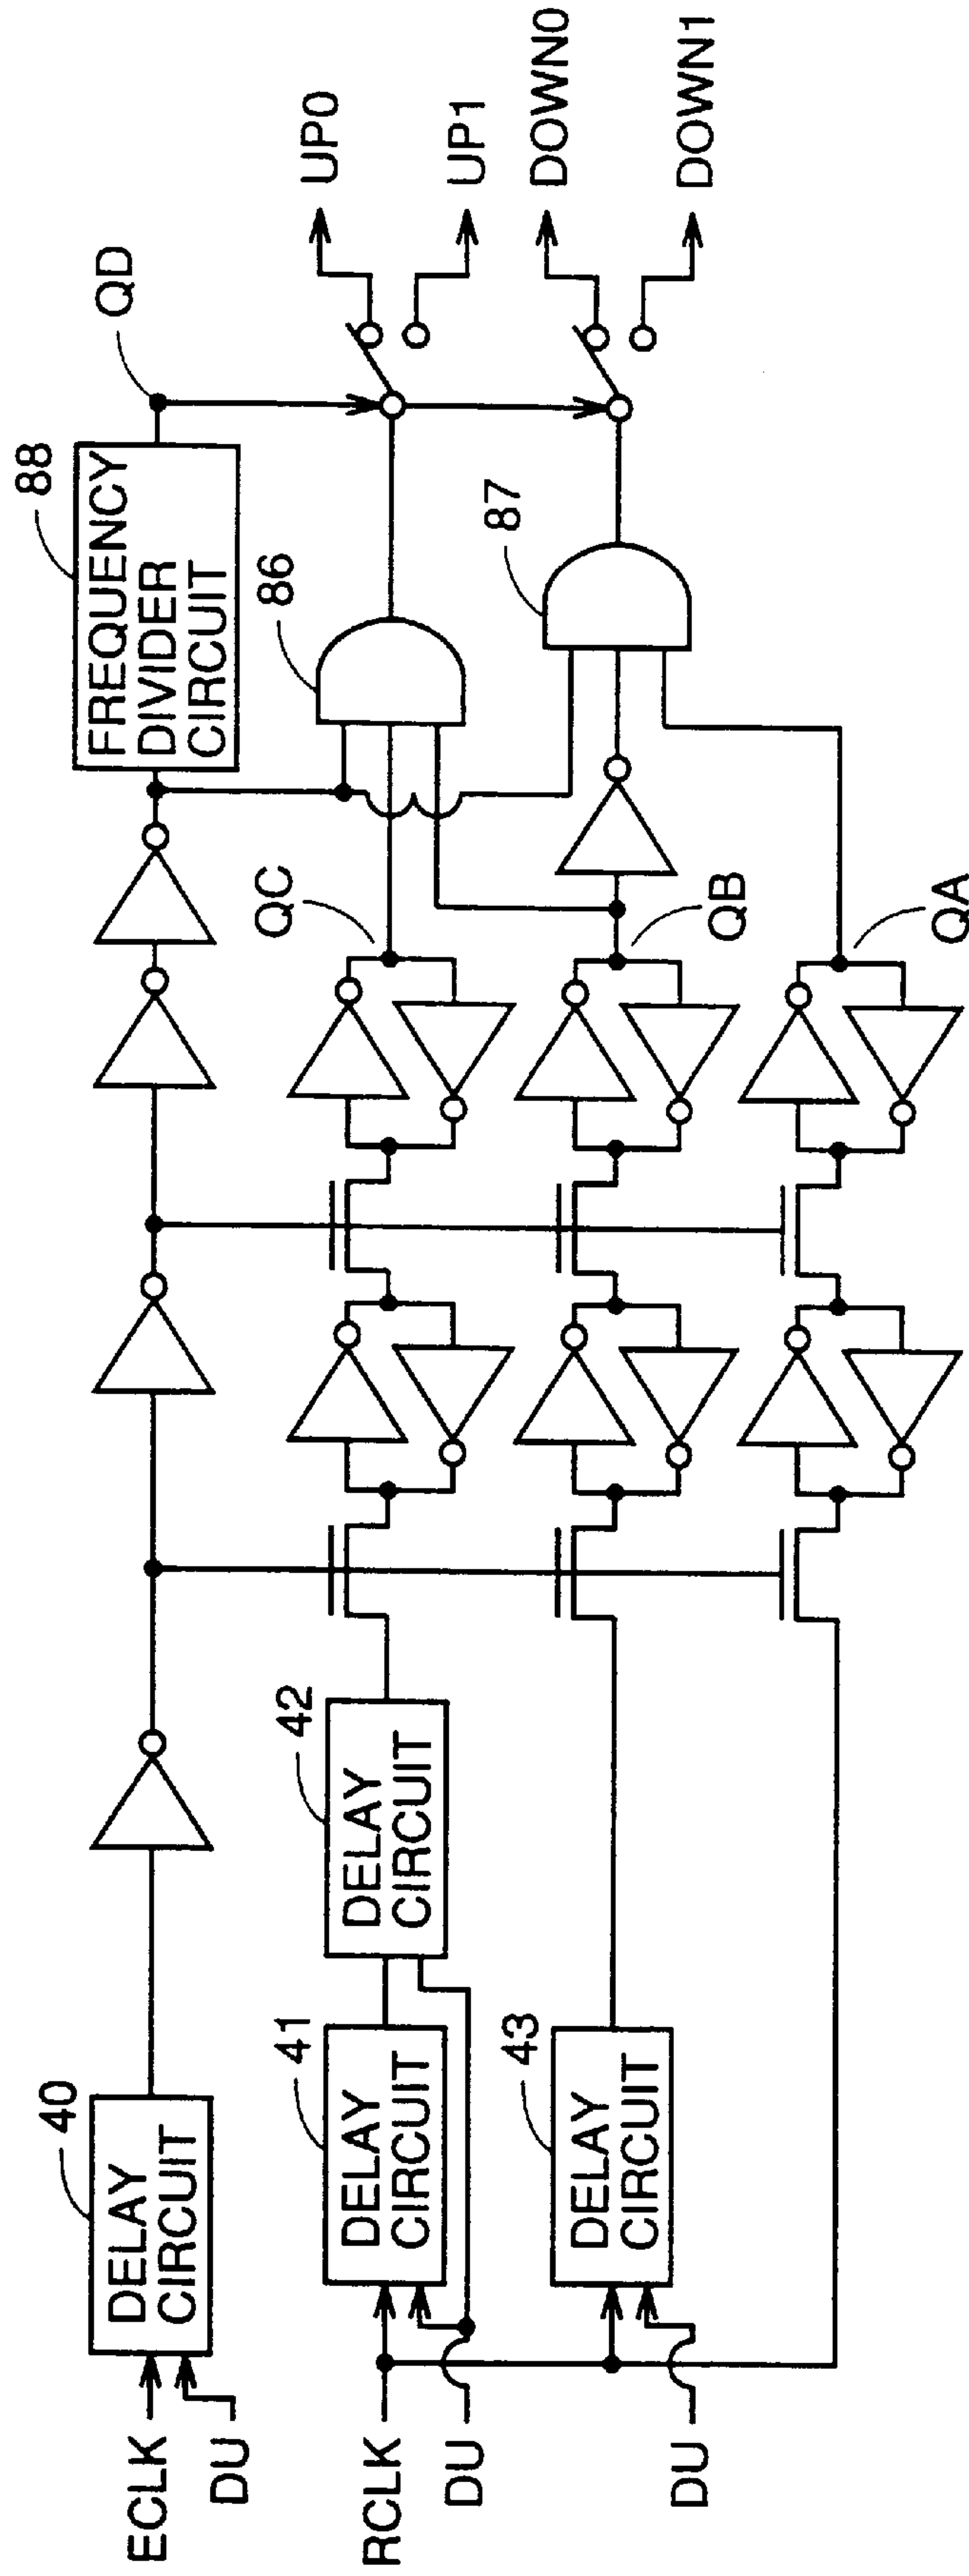 ECLK
DU
40
DELAY
CIRCUIT
88
FREQUENCY
DIVIDER
CIRCUIT
QD
RCLK
DU
41
DELAY
CIRCUIT
42
DELAY
CIRCUIT
QC
86
UP0
UP1
DU
43
DELAY
CIRCUIT
QB
87
DOWN0
DOWN1
QA